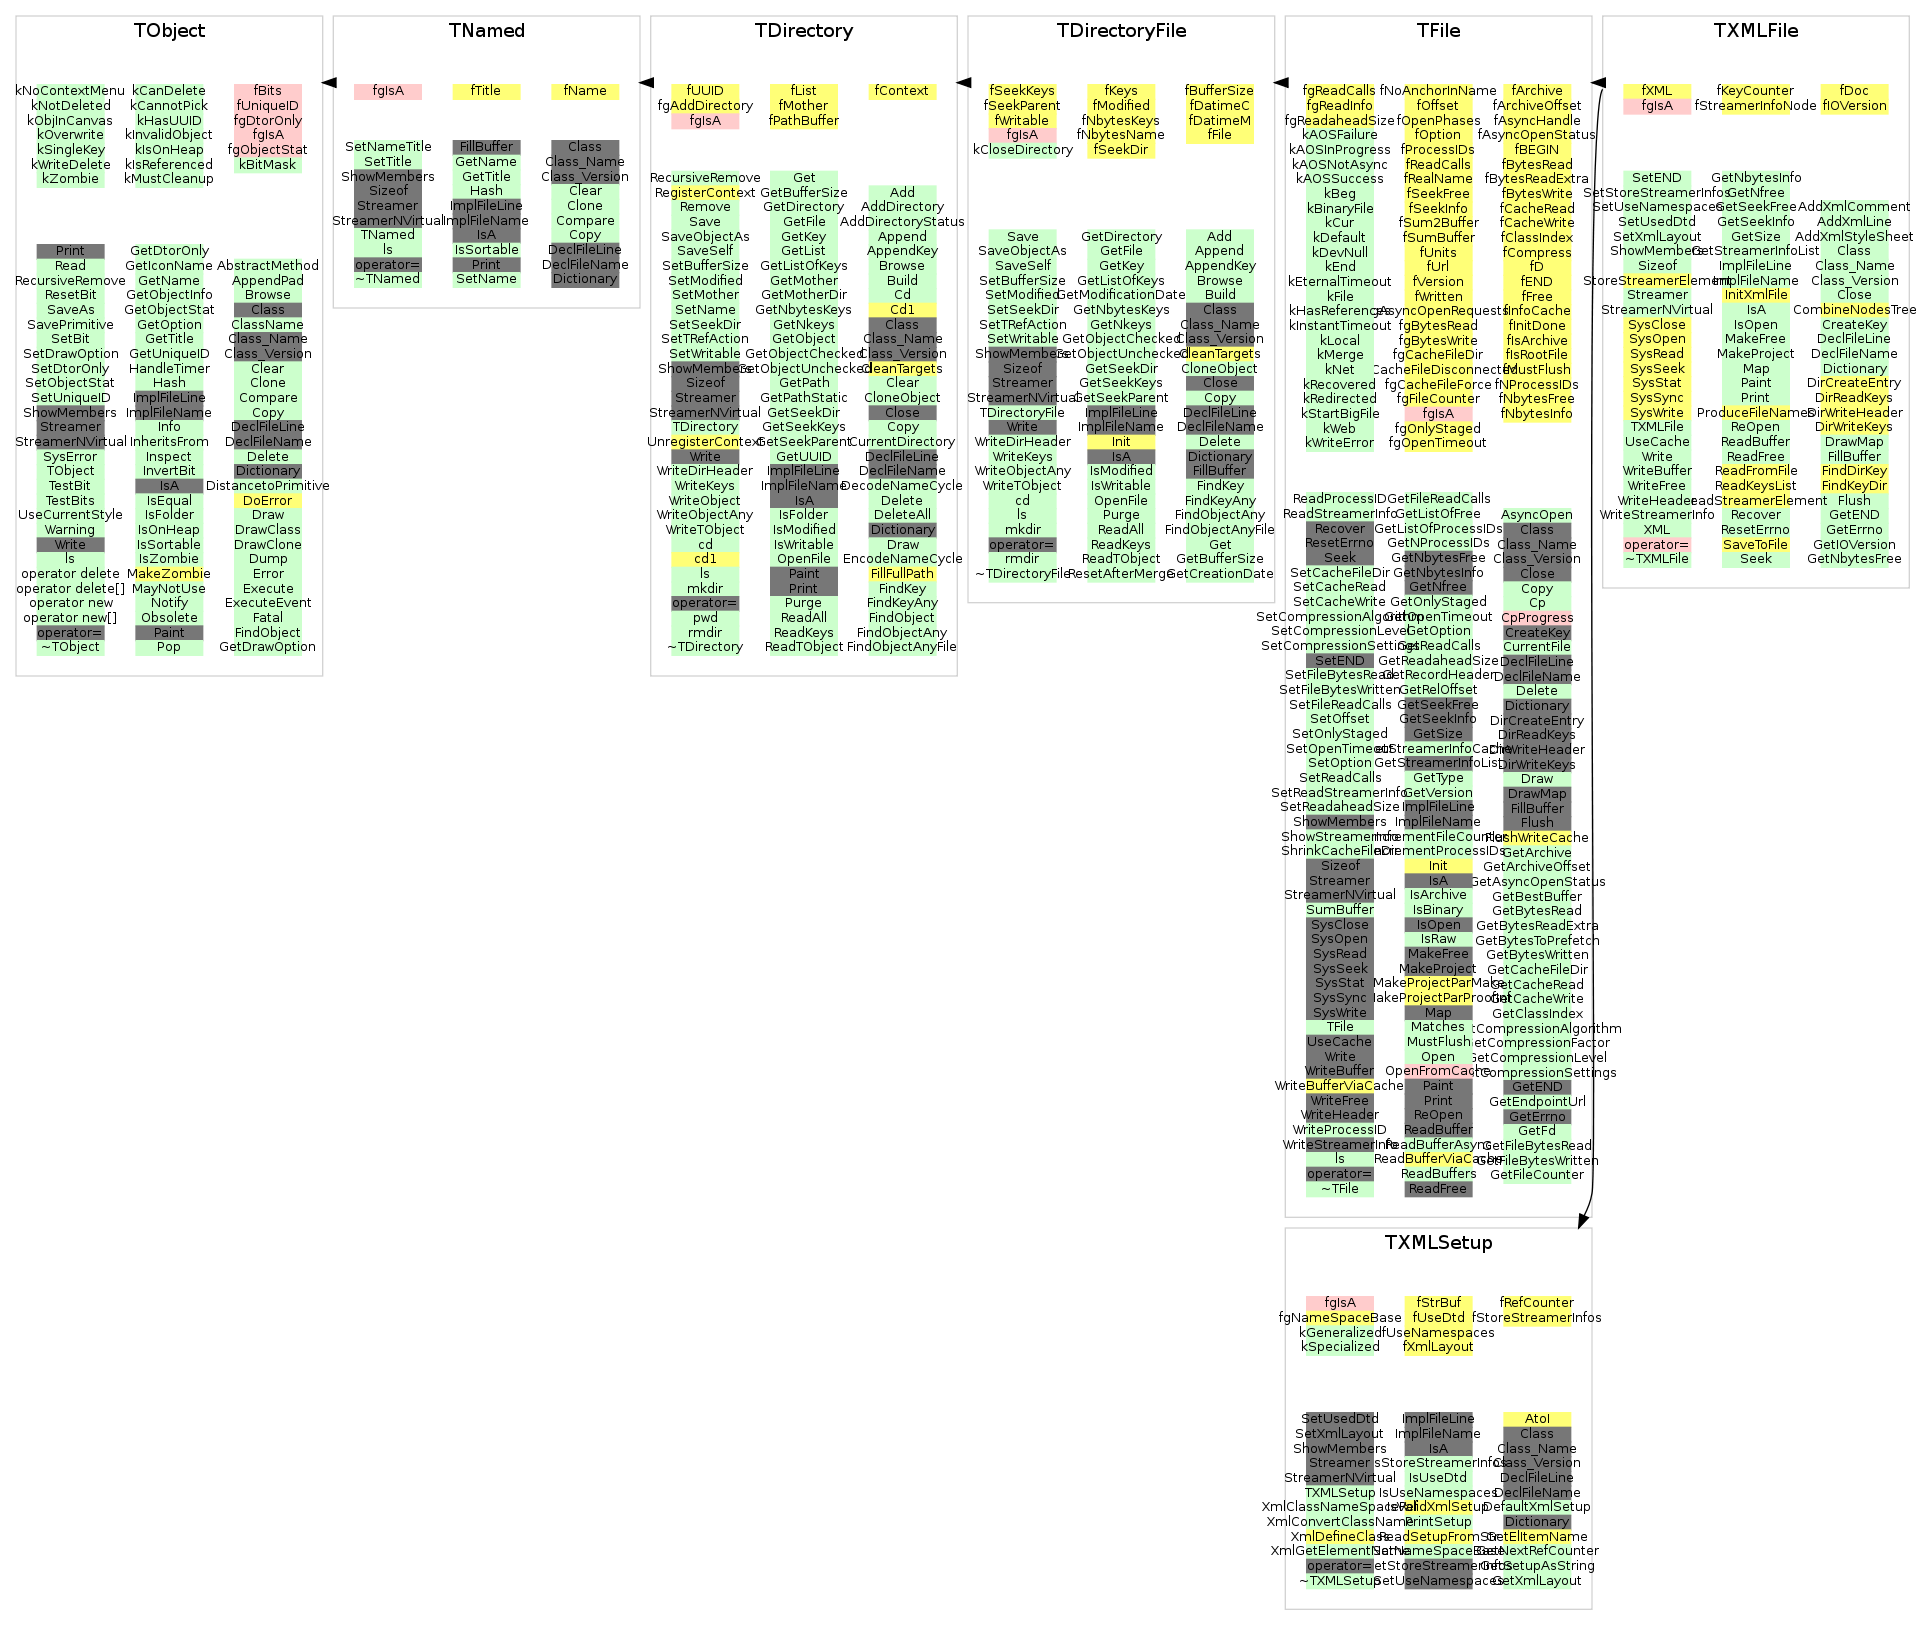 TObject
kNoContextMenu
kNotDeleted
kObjInCanvas
kOverwrite
kSingleKey
kWriteDelete
kZombie
kCanDelete
kCannotPick
kHasUUID
kInvalidObject
kIsOnHeap
kIsReferenced
kMustCleanup
fBits
fUniqueID
fgDtorOnly
fgIsA
fgObjectStat
kBitMask
Print
Read
RecursiveRemove
ResetBit
SaveAs
SavePrimitive
SetBit
SetDrawOption
SetDtorOnly
SetObjectStat
SetUniqueID
ShowMembers
Streamer
StreamerNVirtual
SysError
TObject
TestBit
TestBits
UseCurrentStyle
Warning
Write
ls
operator delete
operator delete[]
operator new
operator new[]
operator=
~TObject
GetDtorOnly
GetIconName
GetName
GetObjectInfo
GetObjectStat
GetOption
GetTitle
GetUniqueID
HandleTimer
Hash
ImplFileLine
ImplFileName
Info
InheritsFrom
Inspect
InvertBit
IsA
IsEqual
IsFolder
IsOnHeap
IsSortable
IsZombie
MakeZombie
MayNotUse
Notify
Obsolete
Paint
Pop
AbstractMethod
AppendPad
Browse
Class
ClassName
Class_Name
Class_Version
Clear
Clone
Compare
Copy
DeclFileLine
DeclFileName
Delete
Dictionary
DistancetoPrimitive
DoError
Draw
DrawClass
DrawClone
Dump
Error
Execute
ExecuteEvent
Fatal
FindObject
GetDrawOption
TNamed
fgIsA
fTitle
fName
SetNameTitle
SetTitle
ShowMembers
Sizeof
Streamer
StreamerNVirtual
TNamed
ls
operator=
~TNamed
FillBuffer
GetName
GetTitle
Hash
ImplFileLine
ImplFileName
IsA
IsSortable
Print
SetName
Class
Class_Name
Class_Version
Clear
Clone
Compare
Copy
DeclFileLine
DeclFileName
Dictionary
TDirectory
fUUID
fgAddDirectory
fgIsA
fList
fMother
fPathBuffer
fContext
RecursiveRemove
RegisterContext
Remove
Save
SaveObjectAs
SaveSelf
SetBufferSize
SetModified
SetMother
SetName
SetSeekDir
SetTRefAction
SetWritable
ShowMembers
Sizeof
Streamer
StreamerNVirtual
TDirectory
UnregisterContext
Write
WriteDirHeader
WriteKeys
WriteObject
WriteObjectAny
WriteTObject
cd
cd1
ls
mkdir
operator=
pwd
rmdir
~TDirectory
Get
GetBufferSize
GetDirectory
GetFile
GetKey
GetList
GetListOfKeys
GetMother
GetMotherDir
GetNbytesKeys
GetNkeys
GetObject
GetObjectChecked
GetObjectUnchecked
GetPath
GetPathStatic
GetSeekDir
GetSeekKeys
GetSeekParent
GetUUID
ImplFileLine
ImplFileName
IsA
IsFolder
IsModified
IsWritable
OpenFile
Paint
Print
Purge
ReadAll
ReadKeys
ReadTObject
Add
AddDirectory
AddDirectoryStatus
Append
AppendKey
Browse
Build
Cd
Cd1
Class
Class_Name
Class_Version
CleanTargets
Clear
CloneObject
Close
Copy
CurrentDirectory
DeclFileLine
DeclFileName
DecodeNameCycle
Delete
DeleteAll
Dictionary
Draw
EncodeNameCycle
FillFullPath
FindKey
FindKeyAny
FindObject
FindObjectAny
FindObjectAnyFile
TDirectoryFile
fSeekKeys
fSeekParent
fWritable
fgIsA
kCloseDirectory
fKeys
fModified
fNbytesKeys
fNbytesName
fSeekDir
fBufferSize
fDatimeC
fDatimeM
fFile
Save
SaveObjectAs
SaveSelf
SetBufferSize
SetModified
SetSeekDir
SetTRefAction
SetWritable
ShowMembers
Sizeof
Streamer
StreamerNVirtual
TDirectoryFile
Write
WriteDirHeader
WriteKeys
WriteObjectAny
WriteTObject
cd
ls
mkdir
operator=
rmdir
~TDirectoryFile
GetDirectory
GetFile
GetKey
GetListOfKeys
GetModificationDate
GetNbytesKeys
GetNkeys
GetObjectChecked
GetObjectUnchecked
GetSeekDir
GetSeekKeys
GetSeekParent
ImplFileLine
ImplFileName
Init
IsA
IsModified
IsWritable
OpenFile
Purge
ReadAll
ReadKeys
ReadTObject
ResetAfterMerge
Add
Append
AppendKey
Browse
Build
Class
Class_Name
Class_Version
CleanTargets
CloneObject
Close
Copy
DeclFileLine
DeclFileName
Delete
Dictionary
FillBuffer
FindKey
FindKeyAny
FindObjectAny
FindObjectAnyFile
Get
GetBufferSize
GetCreationDate
TFile
fgReadCalls
fgReadInfo
fgReadaheadSize
kAOSFailure
kAOSInProgress
kAOSNotAsync
kAOSSuccess
kBeg
kBinaryFile
kCur
kDefault
kDevNull
kEnd
kEternalTimeout
kFile
kHasReferences
kInstantTimeout
kLocal
kMerge
kNet
kRecovered
kRedirected
kStartBigFile
kWeb
kWriteError
fNoAnchorInName
fOffset
fOpenPhases
fOption
fProcessIDs
fReadCalls
fRealName
fSeekFree
fSeekInfo
fSum2Buffer
fSumBuffer
fUnits
fUrl
fVersion
fWritten
AsyncOpenRequests
fgBytesRead
fgBytesWrite
fgCacheFileDir
CacheFileDisconnected
fgCacheFileForce
fgFileCounter
fgIsA
fgOnlyStaged
fgOpenTimeout
fArchive
fArchiveOffset
fAsyncHandle
fAsyncOpenStatus
fBEGIN
fBytesRead
fBytesReadExtra
fBytesWrite
fCacheRead
fCacheWrite
fClassIndex
fCompress
fD
fEND
fFree
fInfoCache
fInitDone
fIsArchive
fIsRootFile
fMustFlush
fNProcessIDs
fNbytesFree
fNbytesInfo
ReadProcessID
ReadStreamerInfo
Recover
ResetErrno
Seek
SetCacheFileDir
SetCacheRead
SetCacheWrite
SetCompressionAlgorithm
SetCompressionLevel
SetCompressionSettings
SetEND
SetFileBytesRead
SetFileBytesWritten
SetFileReadCalls
SetOffset
SetOnlyStaged
SetOpenTimeout
SetOption
SetReadCalls
SetReadStreamerInfo
SetReadaheadSize
ShowMembers
ShowStreamerInfo
ShrinkCacheFileDir
Sizeof
Streamer
StreamerNVirtual
SumBuffer
SysClose
SysOpen
SysRead
SysSeek
SysStat
SysSync
SysWrite
TFile
UseCache
Write
WriteBuffer
WriteBufferViaCache
WriteFree
WriteHeader
WriteProcessID
WriteStreamerInfo
ls
operator=
~TFile
GetFileReadCalls
GetListOfFree
GetListOfProcessIDs
GetNProcessIDs
GetNbytesFree
GetNbytesInfo
GetNfree
GetOnlyStaged
GetOpenTimeout
GetOption
GetReadCalls
GetReadaheadSize
GetRecordHeader
GetRelOffset
GetSeekFree
GetSeekInfo
GetSize
etStreamerInfoCache
GetStreamerInfoList
GetType
GetVersion
ImplFileLine
ImplFileName
IncrementFileCounter
IncrementProcessIDs
Init
IsA
IsArchive
IsBinary
IsOpen
IsRaw
MakeFree
MakeProject
MakeProjectParMake
MakeProjectParProofInf
Map
Matches
MustFlush
Open
OpenFromCache
Paint
Print
ReOpen
ReadBuffer
ReadBufferAsync
ReadBufferViaCache
ReadBuffers
ReadFree
AsyncOpen
Class
Class_Name
Class_Version
Close
Copy
Cp
CpProgress
CreateKey
CurrentFile
DeclFileLine
DeclFileName
Delete
Dictionary
DirCreateEntry
DirReadKeys
DirWriteHeader
DirWriteKeys
Draw
DrawMap
FillBuffer
Flush
FlushWriteCache
GetArchive
GetArchiveOffset
GetAsyncOpenStatus
GetBestBuffer
GetBytesRead
GetBytesReadExtra
GetBytesToPrefetch
GetBytesWritten
GetCacheFileDir
GetCacheRead
GetCacheWrite
GetClassIndex
tCompressionAlgorithm
etCompressionFactor
GetCompressionLevel
tCompressionSettings
GetEND
GetEndpointUrl
GetErrno
GetFd
GetFileBytesRead
GetFileBytesWritten
GetFileCounter
TXMLFile
fXML
fgIsA
fKeyCounter
fStreamerInfoNode
fDoc
fIOVersion
SetEND
SetStoreStreamerInfos
SetUseNamespaces
SetUsedDtd
SetXmlLayout
ShowMembers
Sizeof
StoreStreamerElement
Streamer
StreamerNVirtual
SysClose
SysOpen
SysRead
SysSeek
SysStat
SysSync
SysWrite
TXMLFile
UseCache
Write
WriteBuffer
WriteFree
WriteHeader
WriteStreamerInfo
XML
operator=
~TXMLFile
GetNbytesInfo
GetNfree
GetSeekFree
GetSeekInfo
GetSize
GetStreamerInfoList
ImplFileLine
ImplFileName
InitXmlFile
IsA
IsOpen
MakeFree
MakeProject
Map
Paint
Print
ProduceFileNames
ReOpen
ReadBuffer
ReadFree
ReadFromFile
ReadKeysList
eadStreamerElement
Recover
ResetErrno
SaveToFile
Seek
AddXmlComment
AddXmlLine
AddXmlStyleSheet
Class
Class_Name
Class_Version
Close
CombineNodesTree
CreateKey
DeclFileLine
DeclFileName
Dictionary
DirCreateEntry
DirReadKeys
DirWriteHeader
DirWriteKeys
DrawMap
FillBuffer
FindDirKey
FindKeyDir
Flush
GetEND
GetErrno
GetIOVersion
GetNbytesFree
TXMLSetup
fgIsA
fgNameSpaceBase
kGeneralized
kSpecialized
fStrBuf
fUseDtd
fUseNamespaces
fXmlLayout
fRefCounter
fStoreStreamerInfos
SetUsedDtd
SetXmlLayout
ShowMembers
Streamer
StreamerNVirtual
TXMLSetup
XmlClassNameSpaceRef
XmlConvertClassName
XmlDefineClass
XmlGetElementName
operator=
~TXMLSetup
ImplFileLine
ImplFileName
IsA
sStoreStreamerInfos
IsUseDtd
IsUseNamespaces
IsValidXmlSetup
PrintSetup
ReadSetupFromStr
SetNameSpaceBase
etStoreStreamerInfos
SetUseNamespaces
AtoI
Class
Class_Name
Class_Version
DeclFileLine
DeclFileName
DefaultXmlSetup
Dictionary
GetElItemName
GetNextRefCounter
GetSetupAsString
GetXmlLayout